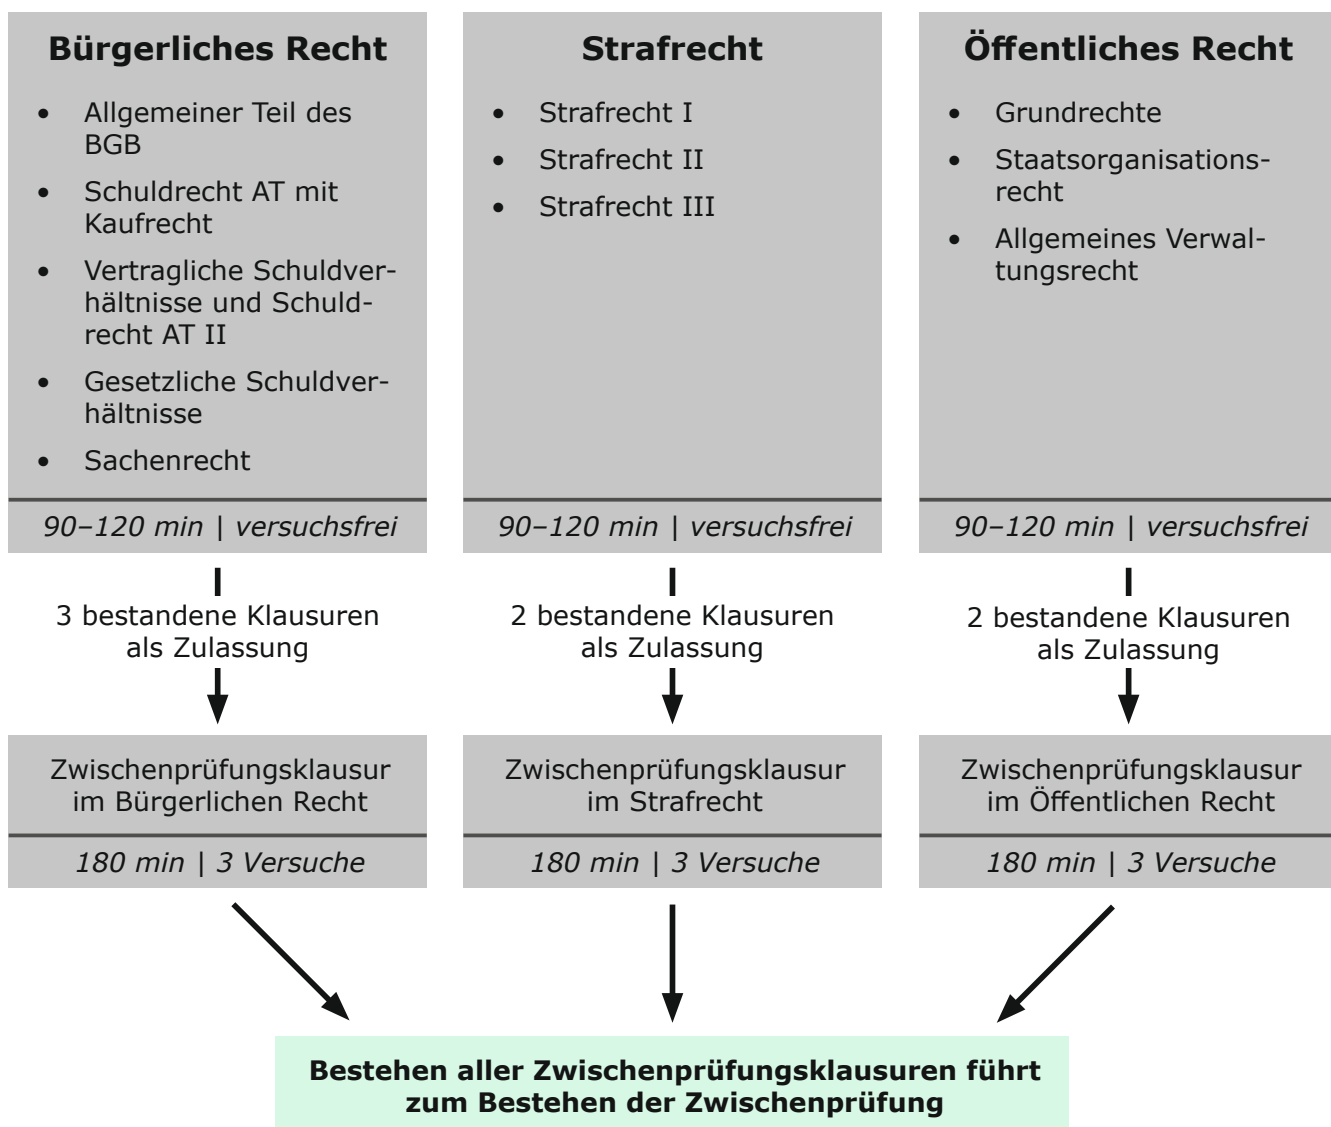 Bürgerliches Recht
• Allgemeiner Teil des
BGB
• Schuldrecht AT mit
Kaufrecht
• Vertragliche Schuldver-
hältnisse und Schuld-
recht AT II
• Gesetzliche Schuldver-
hältnisse
• Sachenrecht
90–120 min | versuchsfrei
3 bestandene Klausuren
als Zulassung
Zwischenprüfungsklausur
im Bürgerlichen Recht
180 min | 3 Versuche
Strafrecht
• Strafrecht I
• Strafrecht II
• Strafrecht III
90–120 min | versuchsfrei
2 bestandene Klausuren
als Zulassung
Zwischenprüfungsklausur
im Strafrecht
180 min | 3 Versuche
Öffentliches Recht
• Grundrechte
• Staatsorganisations-
recht
• Allgemeines Verwal-
tungsrecht
90–120 min | versuchsfrei
2 bestandene Klausuren
als Zulassung
Zwischenprüfungsklausur
im Öffentlichen Recht
180 min | 3 Versuche
Bestehen aller Zwischenprüfungsklausuren führt
zum Bestehen der Zwischenprüfung